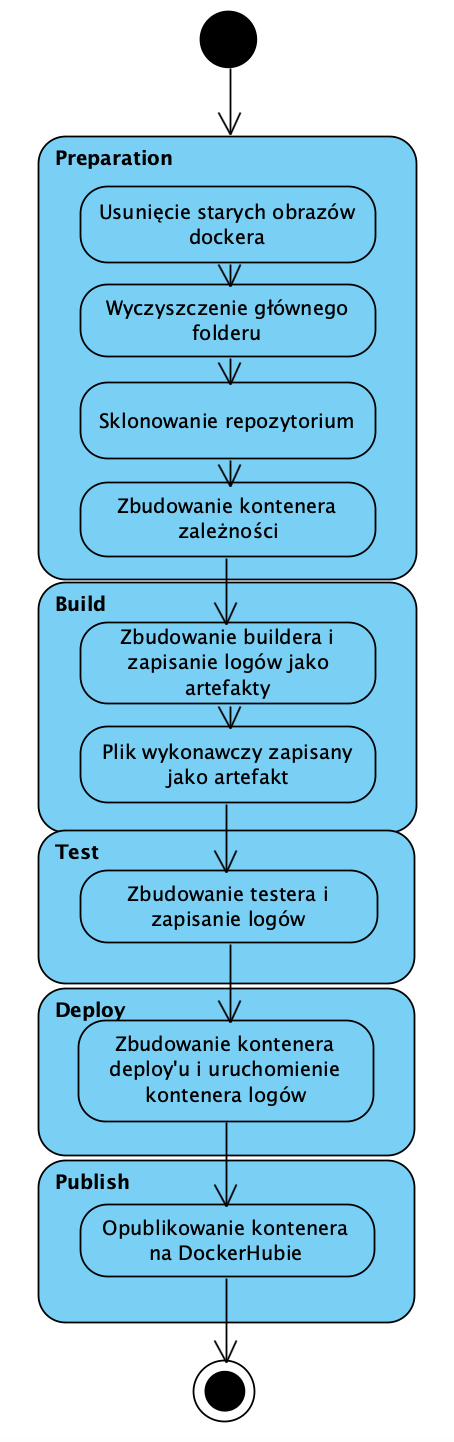 Preparation
Usunięcie starych obrazów
dockera
Wyczyszczenie głównego
folderu
Sklonowanie repozytorium
Zbudowanie kontenera
zależności
Build
Zbudowanie buildera i
zapisanie logów jako
artefakty
Plik wykonawczy zapisany
jako artefakt
Test
Zbudowanie testera i
zapisanie logów
Deploy
Zbudowanie kontenera
deploy'u i uruchomienie
kontenera logów
Publish
Opublikowanie kontenera
na DockerHubie